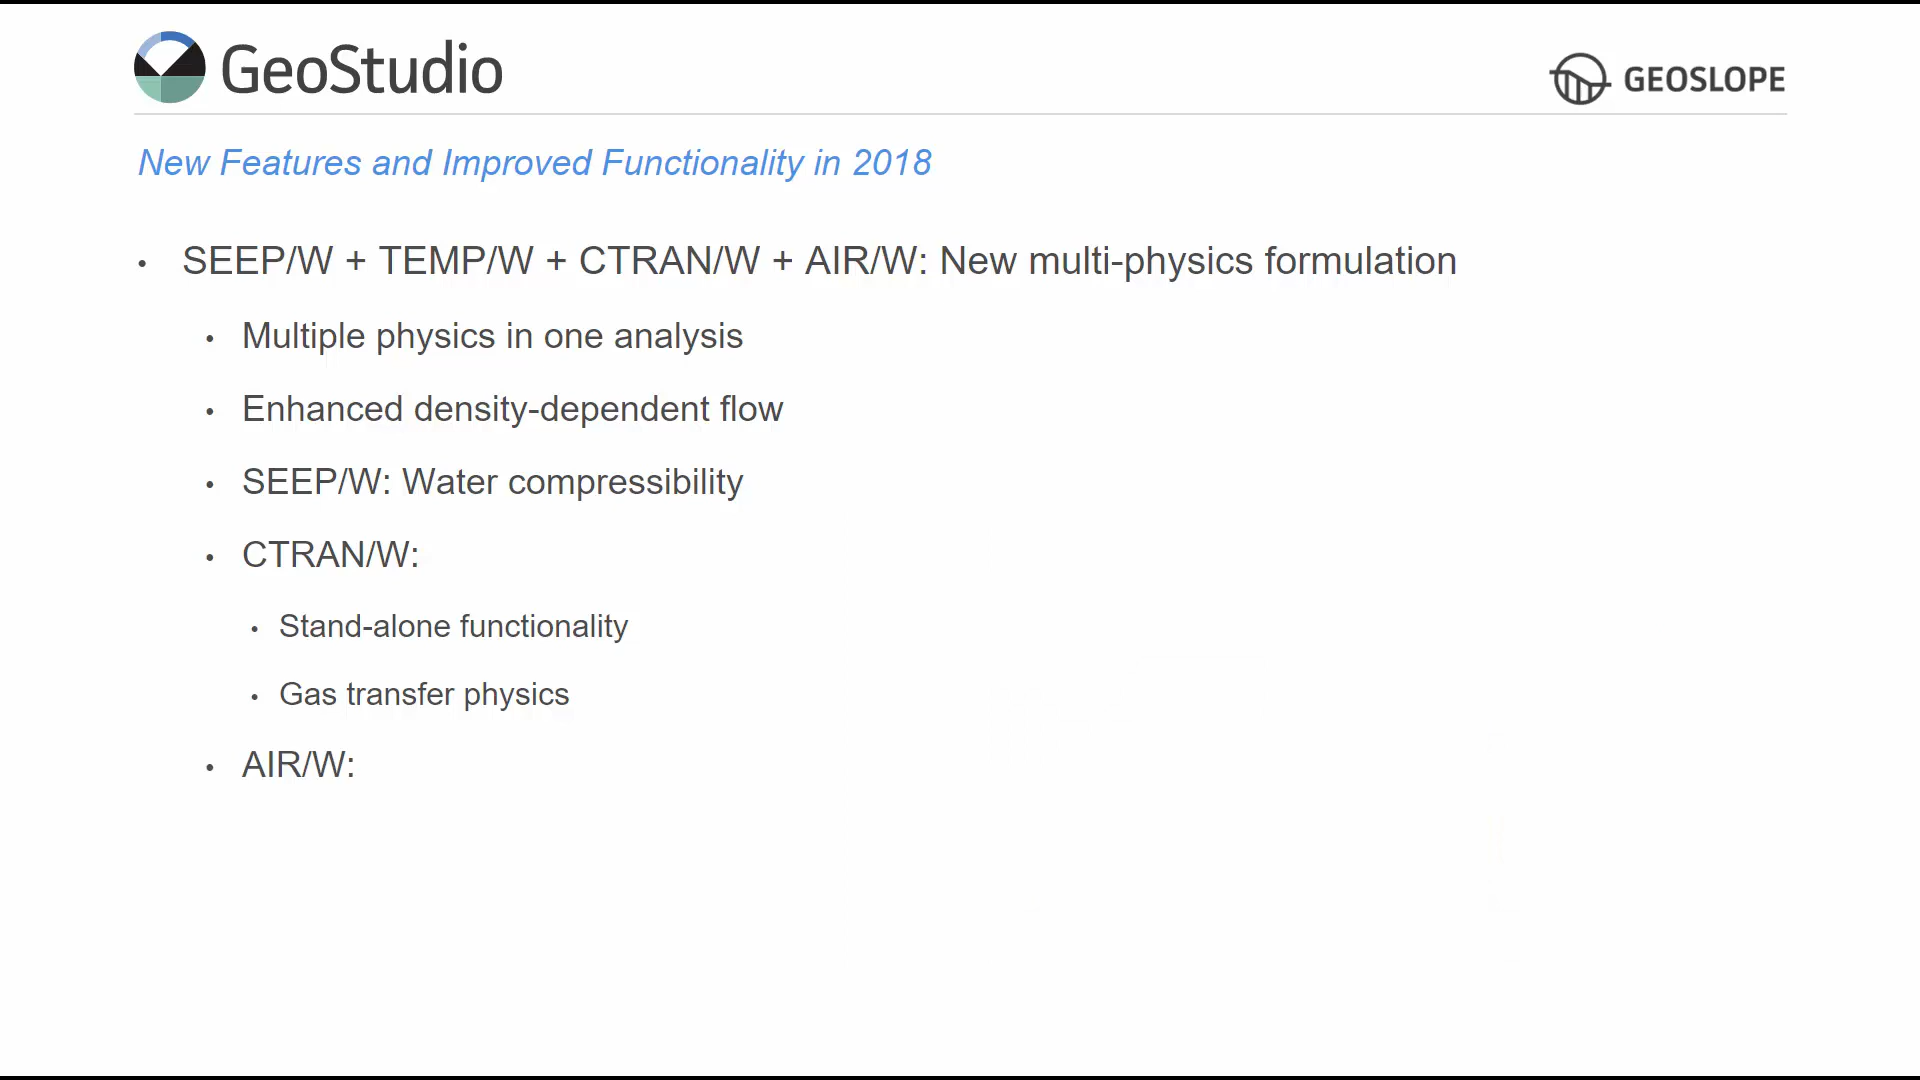 GeoStudio
GEOSLOPE
New Features and Improved Functionality in 2018
• SEEP/W + TEMP/W + CTRAN/W + AIR/W: New multi-physics formulation
• Multiple physics in one analysis
• Enhanced density-dependent flow
• SEEP/W: Water compressibility
• CTRAN/W:
• Stand-alone functionality
• Gas transfer physics
• AIR/W: